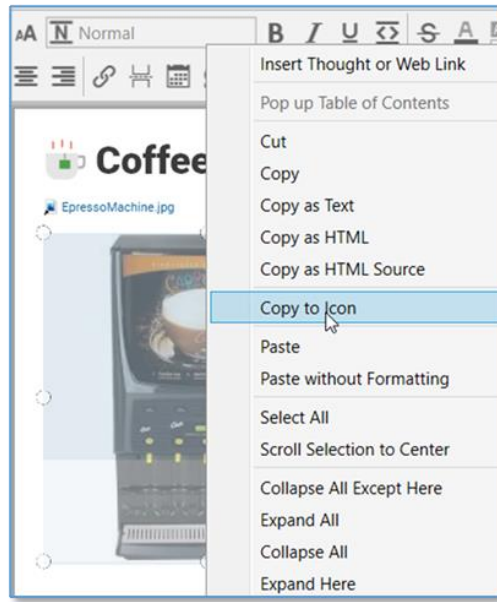 AA N Normal B I U S A
Insert Thought or Web Link
Pop up Table of Contents
Coffee
Cut
Copy
EpressoMachine.jpg
Copy as Text
Copy as HTML
Copy as HTML Source
Copy to Icon
Paste
Paste without Formatting
Select All
Scroll Selection to Center
Collapse All Except Here
Expand All
Collapse All
Expand Here